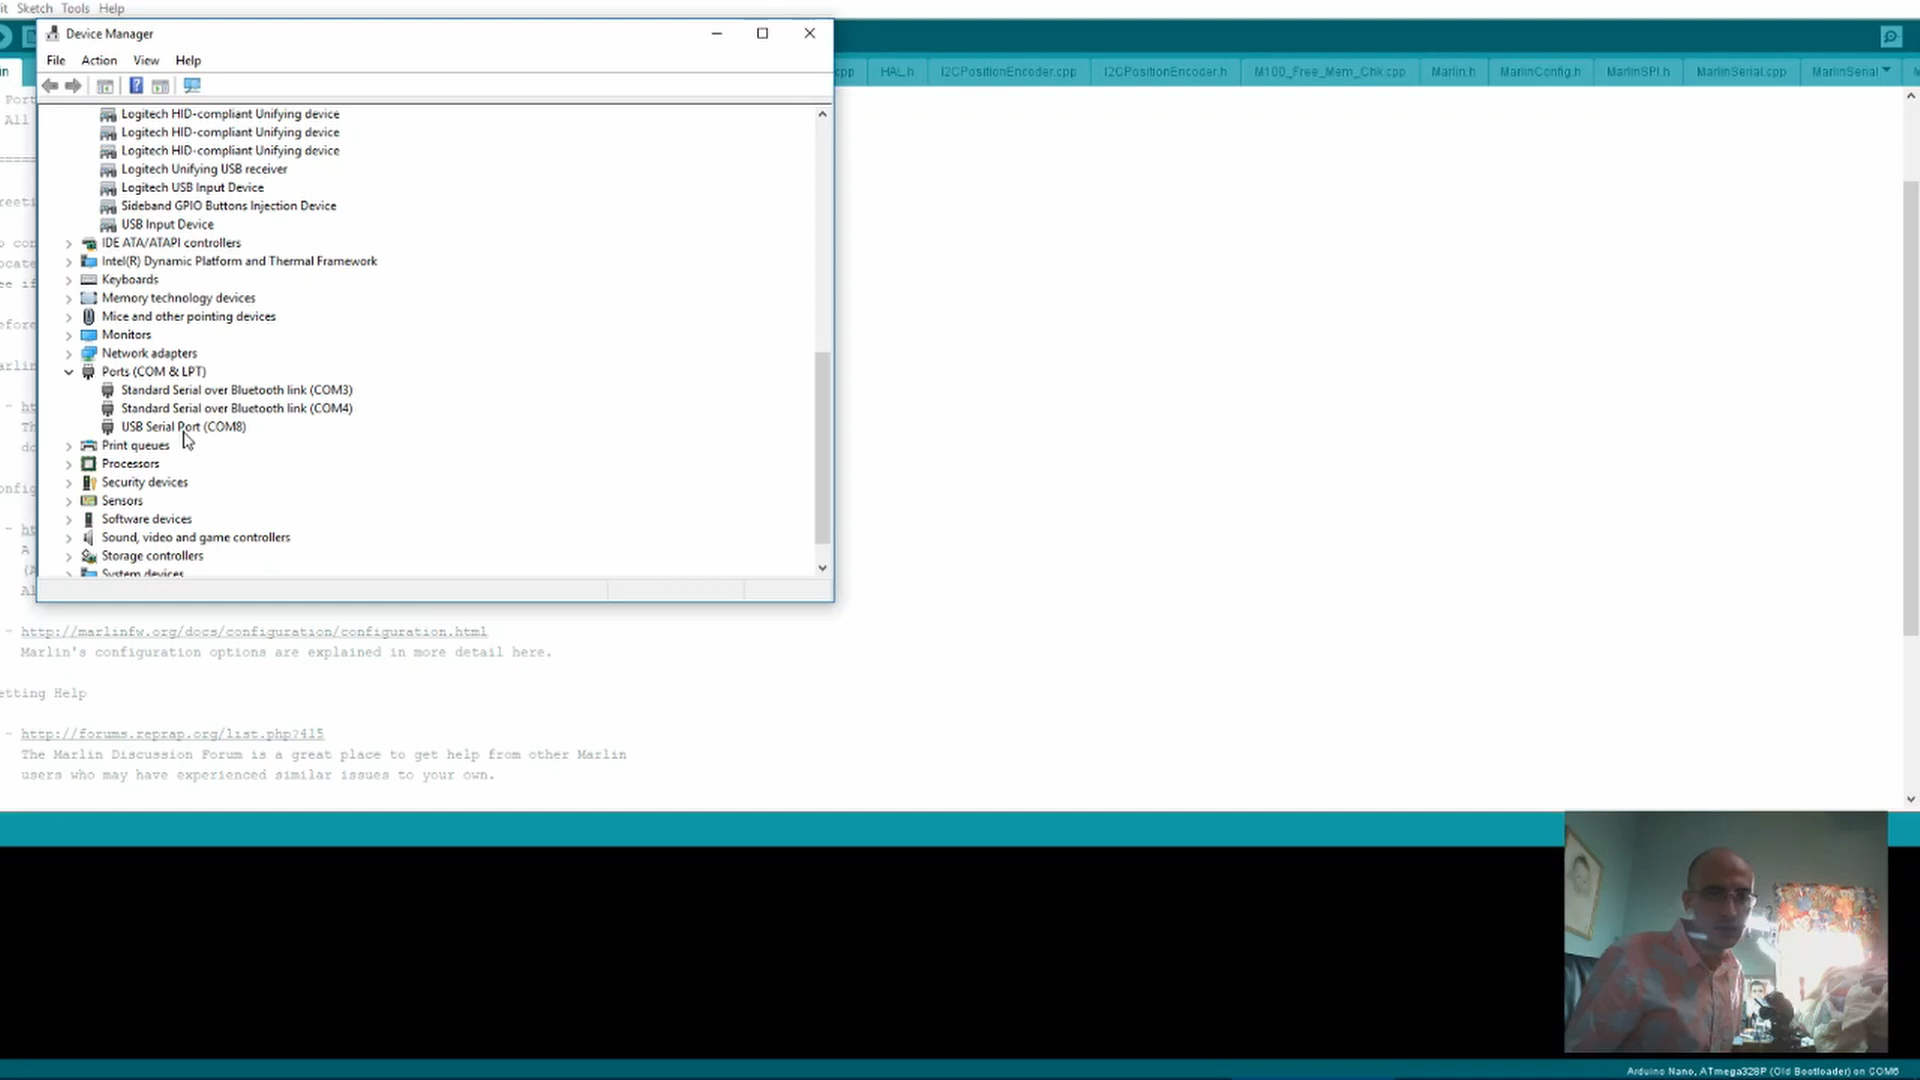 it Sketch Tools Help
Device Manager
File Action View Help
in cpp HAL.h I2CPositionEncoder.cpp I2CPositionEncoder.h M100_Free_Mem_Chk.cpp Marlin.h MarlinConfig.h MarlinSPI.h MarlinSerial.cpp MarlinSerial
Port
All
Logitech HID-compliant Unifying device
Logitech HID-compliant Unifying device
Logitech HID-compliant Unifying device
Logitech Unifying USB receiver
Logitech USB Input Device
Sideband GPIO Buttons Injection Device
USB Input Device
IDE ATA/ATAPI controllers
Intel(R) Dynamic Platform and Thermal Framework
Keyboards
Memory technology devices
Mice and other pointing devices
Monitors
Network adapters
Ports (COM & LPT)
Standard Serial over Bluetooth link (COM3)
Standard Serial over Bluetooth link (COM4)
USB Serial Port (COM8)
Print queues
Processors
Security devices
Sensors
Software devices
Sound, video and game controllers
Storage controllers
System devices
- http://marlinfw.org/docs/configuration/configuration.html
Marlin's configuration options are explained in more detail here.
etting Help
- http://forums.reprap.org/list.php?415
The Marlin Discussion Forum is a great place to get help from other Marlin
users who may have experienced similar issues to your own.
Arduino Nano, ATmega328P (Old Bootloader) on COM6